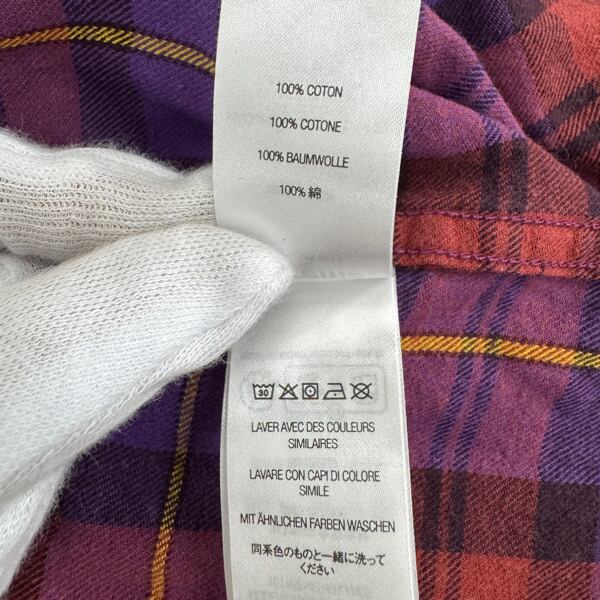 100% COTON
100% COTONE
100% BAUMWOLLE
100% 綿
30
LAVER AVEC DES COULEURS
SIMILAIRES
LAVARE CON CAPI DI COLORE
SIMILE
MIT ÄHNLICHEN FARBEN WASCHEN
同系色のものと一緒に洗って
ください